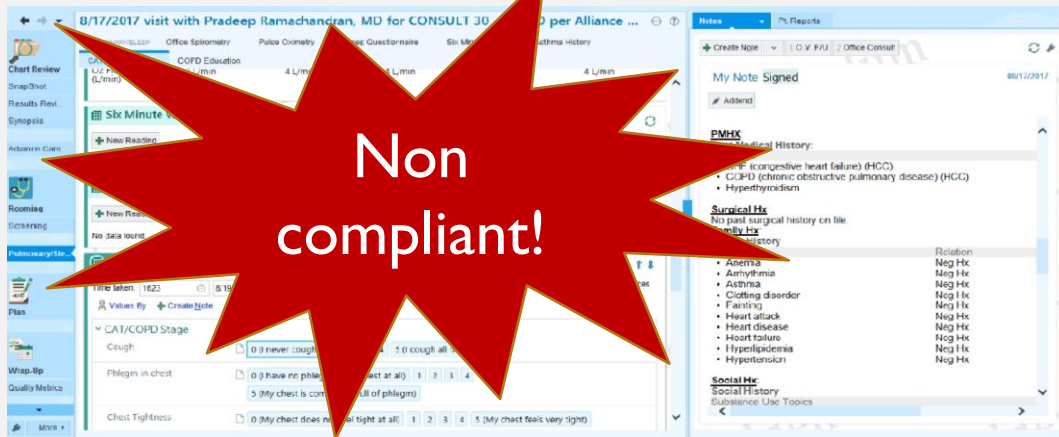 8/17/2017 visit with Pradeep Ramachandran, MD for CONSULT 30 per Alliance ...
Office Spirometry Pulse Oximetry Questionnaire Six Min Asthma History
COPD Education
(L/min)
4 L/min
Six Minute
New Reading
New Rea
No data found
Time taken: 1623
Values By Create Note
CAT/COPD Stage
Cough 0 (I never cough 5 (I cough all
Phlegm in chest 0 (I have no phle est at all) 1 2 3 4
5 (My chest is com ull of phlegm)
Chest Tightness 0 (My chest does n el tight at all) 1 2 3 4 5 (My chest feels very tight)
Chart Review
SnapShot
Results Revi...
Synopsis
Advance Care
Rooming
Screening
Pulmonary/Sle...
Plan
Wrap-Up
Quality Metrics
More
Non
compliant!
Notes Pt. Reports
Create Note 1 O.V. F/U 2 Office Consult
My Note Signed 08/17/2017
Addend
PMHX:
Medical History:
(congestive heart failure) (HCC)
• COPD (chronic obstructive pulmonary disease) (HCC)
• Hyperthyroidism
Surgical Hx
No past surgical history on file.
Family Hx:
History
Relation
• Anemia Neg Hx
• Arrhythmia Neg Hx
• Asthma Neg Hx
• Clotting disorder Neg Hx
• Fainting Neg Hx
• Heart attack Neg Hx
• Heart disease Neg Hx
• Heart failure Neg Hx
• Hyperlipidemia Neg Hx
• Hypertension Neg Hx
Social Hx:
Social History
Substance Use Topics